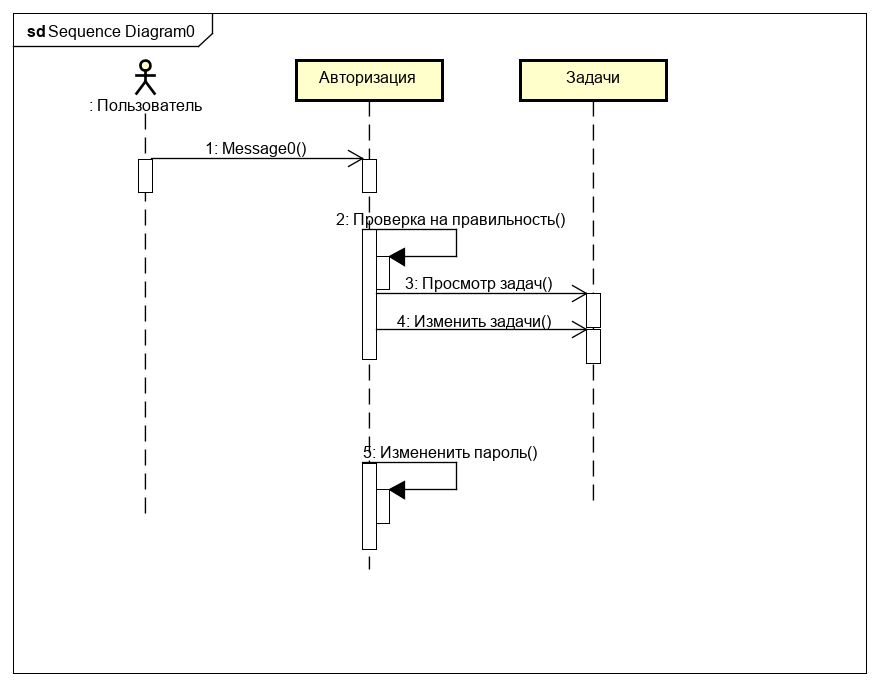 sd Sequence Diagram0
: Пользователь
Авторизация
Задачи
1: Message0()
2: Проверка на правильность()
3: Просмотр задач()
4: Изменить задачи()
5: Измененить пароль()